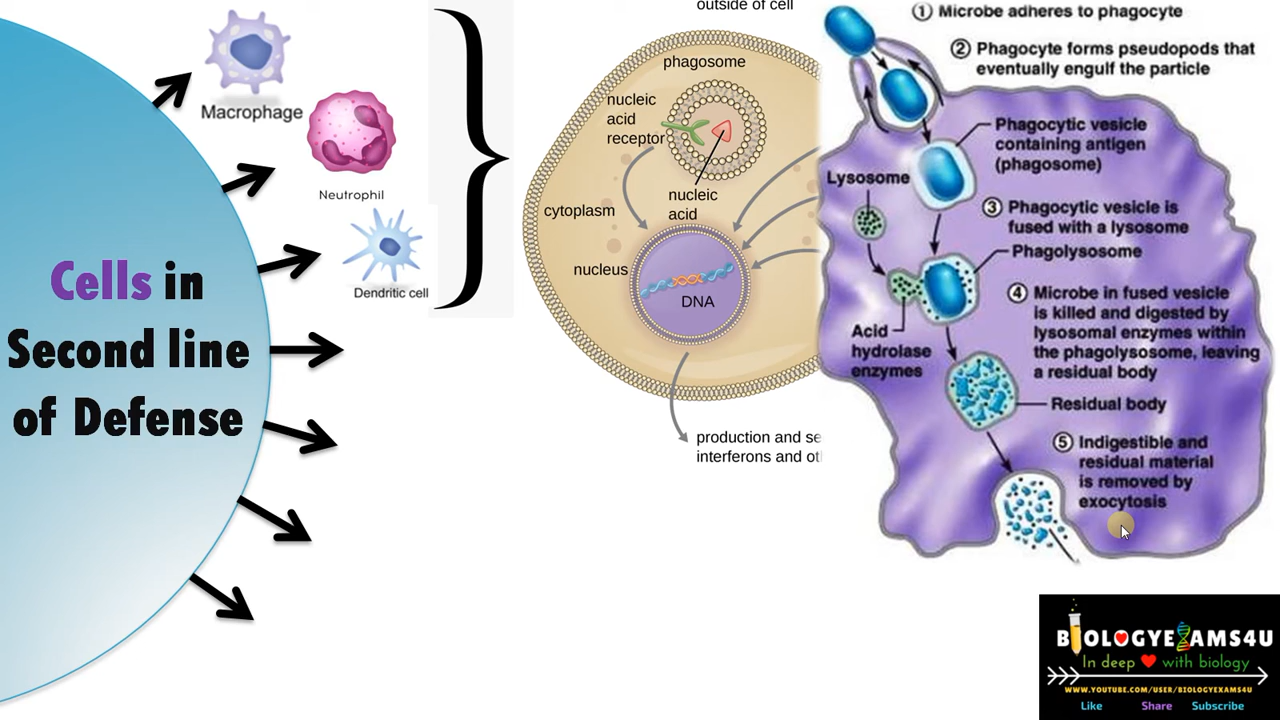 Cells in
Second line
of Defense
Macrophage
Neutrophil
Dendritic cell
outside of cell
phagosome
nucleic
acid
receptor
nucleic
acid
cytoplasm
nucleus
DNA
production and se
interferons and ot
① Microbe adheres to phagocyte
② Phagocyte forms pseudopods that
eventually engulf the particle
Phagocytic vesicle
containing antigen
(phagosome)
Lysosome
③ Phagocytic vesicle is
fused with a lysosome
Phagolysosome
④ Microbe in fused vesicle
is killed and digested by
lysosomal enzymes within
the phagolysosome, leaving
a residual body
Acid
hydrolase
enzymes
Residual body
⑤ Indigestible and
residual material
is removed by
exocytosis
BIOLOGYEXAMS4U
In deep ❤ with biology
WWW.YOUTUBE.COM/USER/BIOLOGYEXAMS4U
Like Share Subscribe